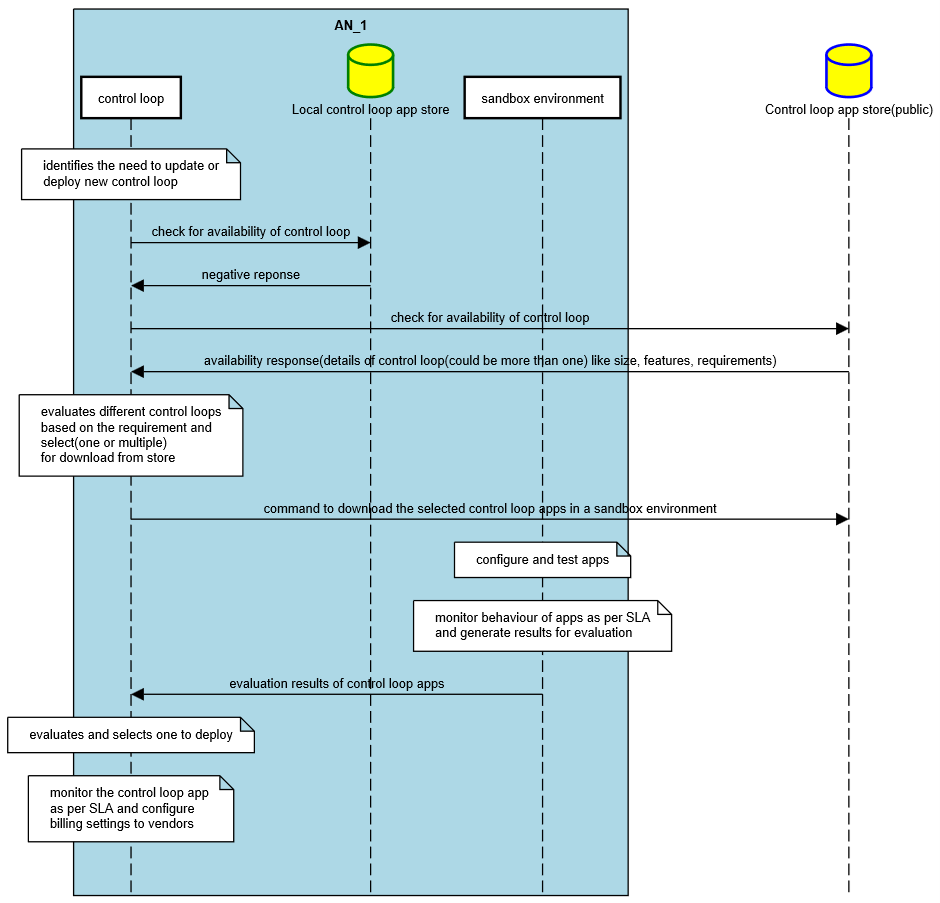 AN_1
control loop
Local control loop app store
sandbox environment
Control loop app store(public)
identifies the need to update or
deploy new control loop
check for availability of control loop
negative reponse
check for availability of control loop
availability response(details of control loop(could be more than one) like size, features, requirements)
evaluates different control loops
based on the requirement and
select(one or multiple)
for download from store
command to download the selected control loop apps in a sandbox environment
configure and test apps
monitor behaviour of apps as per SLA
and generate results for evaluation
evaluation results of control loop apps
evaluates and selects one to deploy
monitor the control loop app
as per SLA and configure
billing settings to vendors